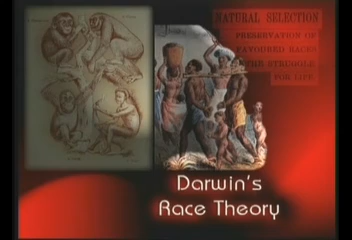 NATURAL SELECTION
PRESERVATION OF
FAVOURED RACES
THE STRUGGLE
FOR LIFE
Darwin's
Race Theory